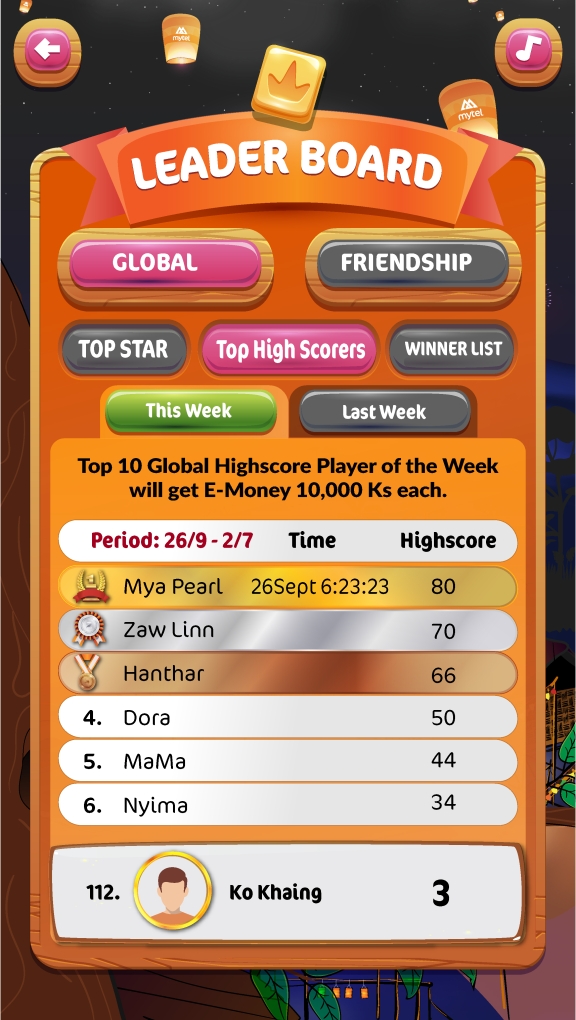 mytel
mytel
LEADER BOARD
GLOBAL FRIENDSHIP
TOP STAR Top High Scorers WINNER LIST
This Week Last Week
Top 10 Global Highscore Player of the Week
will get E-Money 10,000 Ks each.
Period: 26/9 - 2/7 Time Highscore
1 Mya Pearl 26Sept 6:23:23 80
Zaw Linn 70
Hanthar 66
4. Dora 50
5. MaMa 44
6. Nyima 34
112. Ko Khaing 3